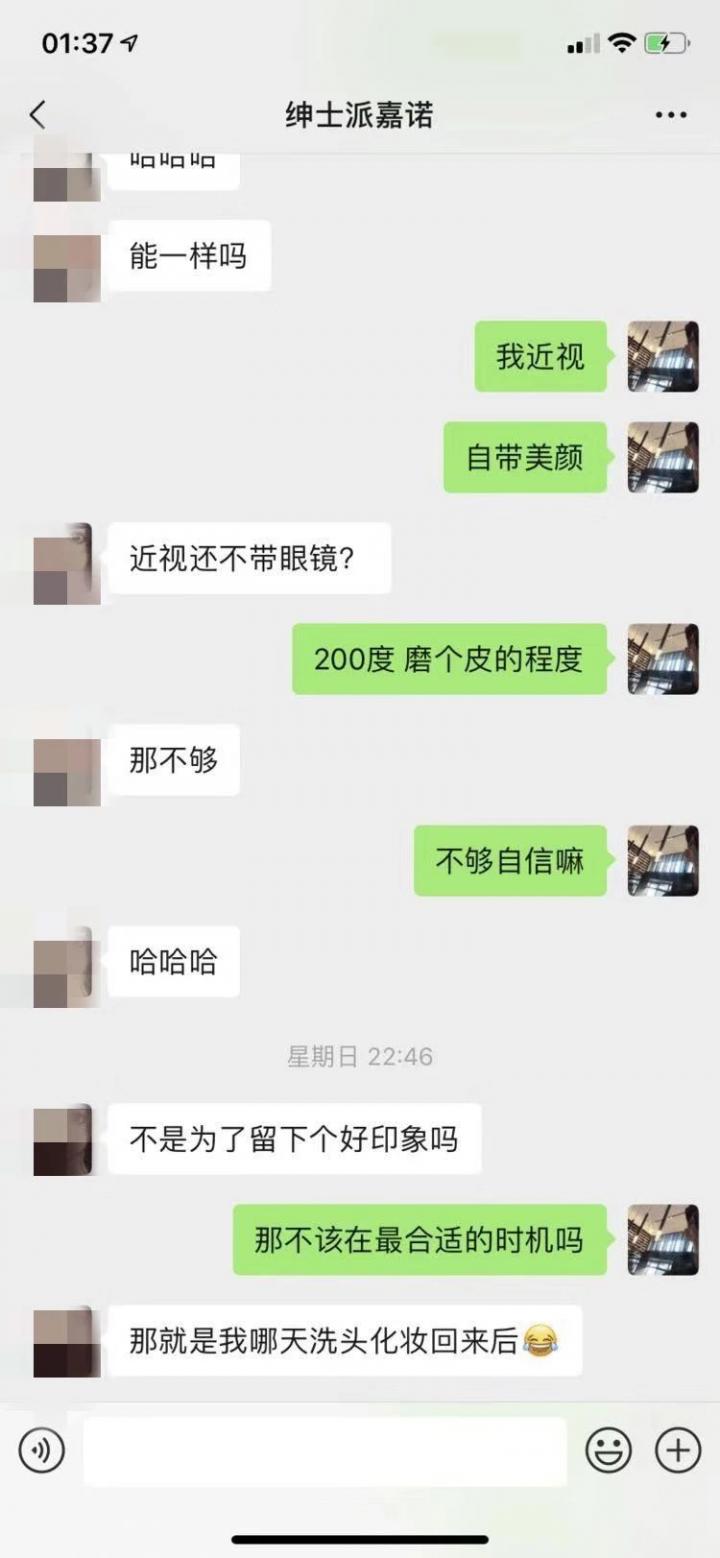 01:37
绅士派嘉诺
哈哈哈
能一样吗
我近视
自带美颜
近视还不带眼镜?
200度 磨个皮的程度
那不够
不够自信嘛
哈哈哈
星期日 22:46
不是为了留下个好印象吗
那不该在最合适的时机吗
那就是我哪天洗头化妆回来后😂